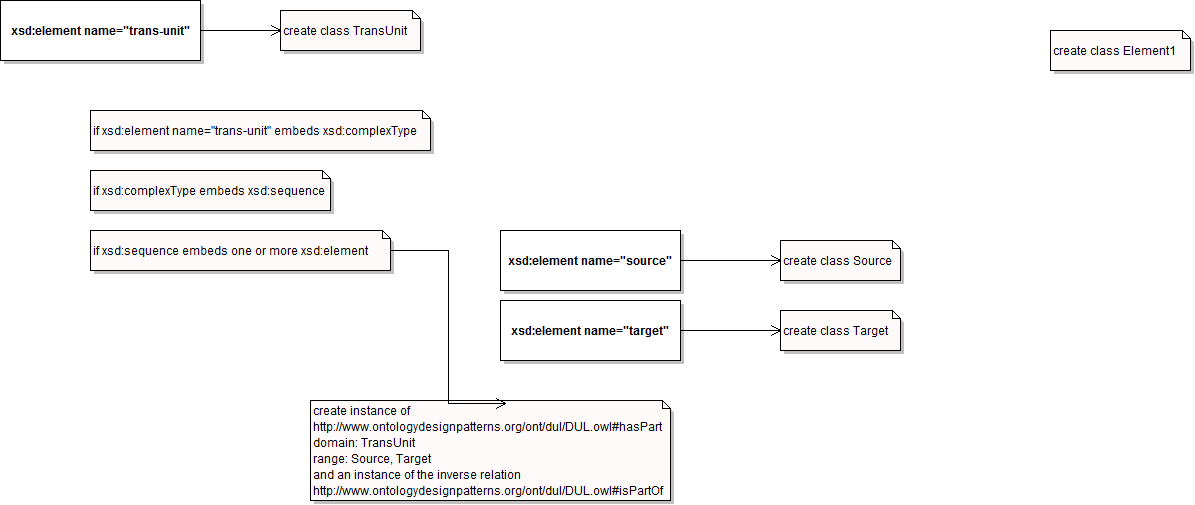 xsd:element name="trans-unit"
create class TransUnit
create class Element1
if xsd:element name="trans-unit" embeds xsd:complexType
if xsd:complexType embeds xsd:sequence
if xsd:sequence embeds one or more xsd:element
xsd:element name="source"
create class Source
xsd:element name="target"
create class Target
create instance of
http://www.ontologydesignpatterns.org/ont/dul/DUL.owl#hasPart
domain: TransUnit
range: Source, Target
and an instance of the inverse relation
http://www.ontologydesignpatterns.org/ont/dul/DUL.owl#isPartOf